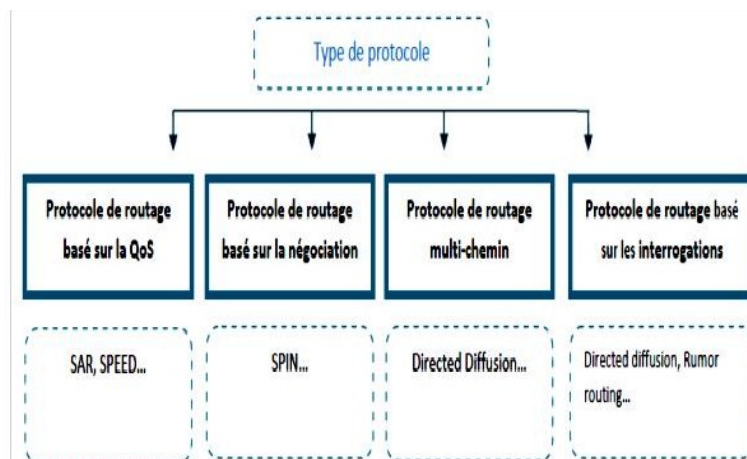 Type de protocole
Protocole de routage
basé sur la QoS
Protocole de routage
basé sur la négociation
Protocole de routage
multi-chemin
Protocole de routage basé
sur les interrogations
SAR, SPEED...
SPIN...
Directed Diffusion...
Directed diffusion, Rumor
routing...